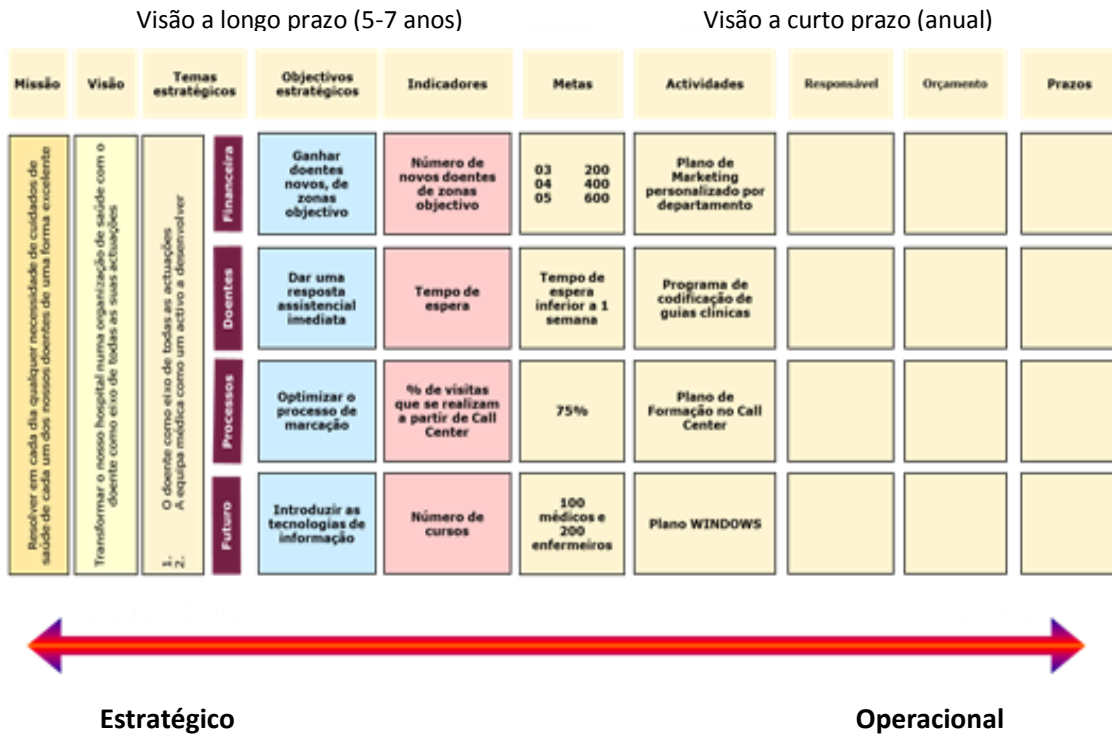 Visão a longo prazo (5-7 anos)
Visão a curto prazo (anual)
Missão
Visão
Temas
estratégicos
Objectivos
estratégicos
Indicadores
Metas
Actividades
Responsável
Orçamento
Prazos
Resolver em cada dia qualquer necessidade de cuidados de
saúde de cada um dos nossos doentes de uma forma excelente
Transformar o nosso hospital numa organização de saúde com o
doente como eixo de todas as suas actuações
1. O doente como eixo de todas as actuações
2. A equipa médica como um activo a desenvolver
Financeira
Ganhar
doentes
novos, de
zonas
objectivo
Número de
novos doentes
de zonas
objectivo
03 200
04 400
05 600
Plano de
Marketing
personalizado por
departamento
Doentes
Dar uma
resposta
assistencial
imediata
Tempo de
espera
Tempo de
espera
inferior a 1
semana
Programa de
codificação de
guias clínicas
Processos
Optimizar o
processo de
marcação
% de visitas
que se realizam
a partir de Call
Center
75%
Plano de
Formação no Call
Center
Futuro
Introduzir as
tecnologias de
informação
Número de
cursos
100
médicos e
200
enfermeiros
Plano WINDOWS
Estratégico
Operacional